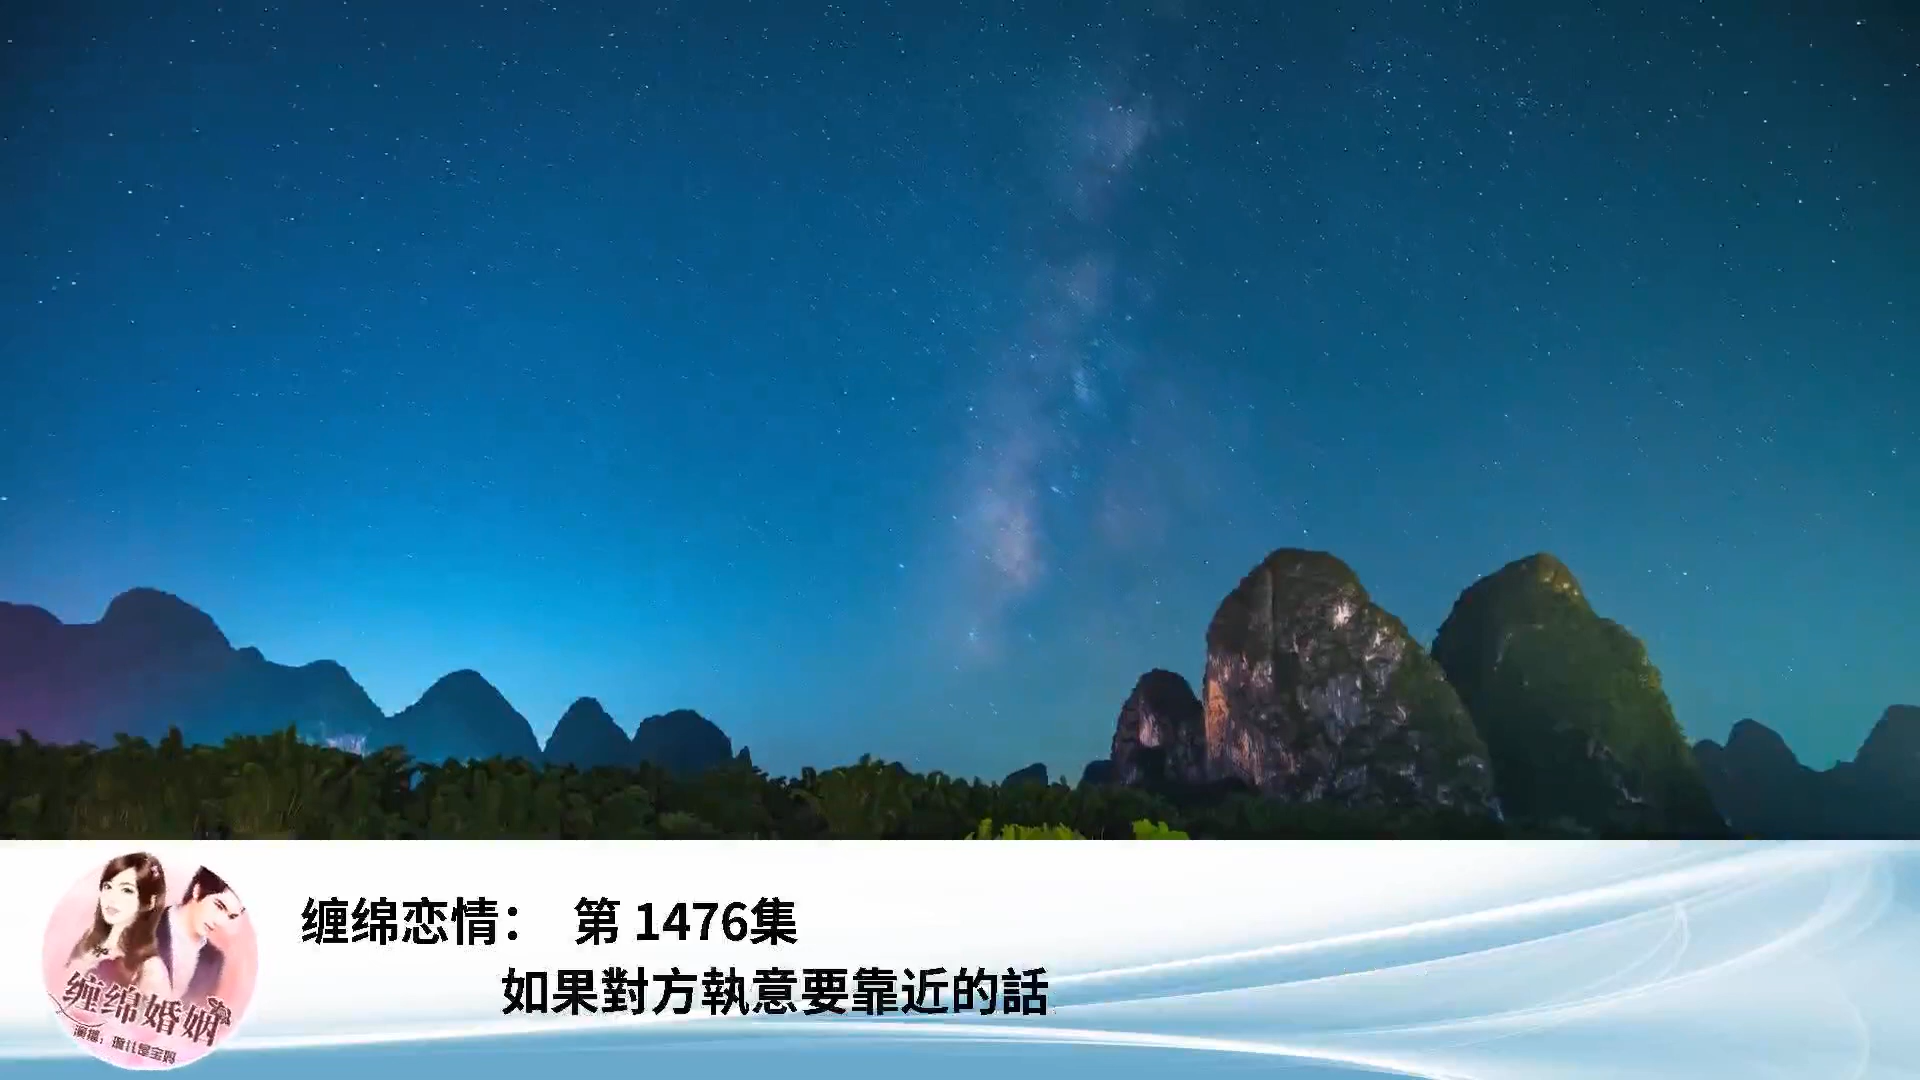 缠绵恋情： 第 1476集
如果對方執意要靠近的話
缠绵婚姻